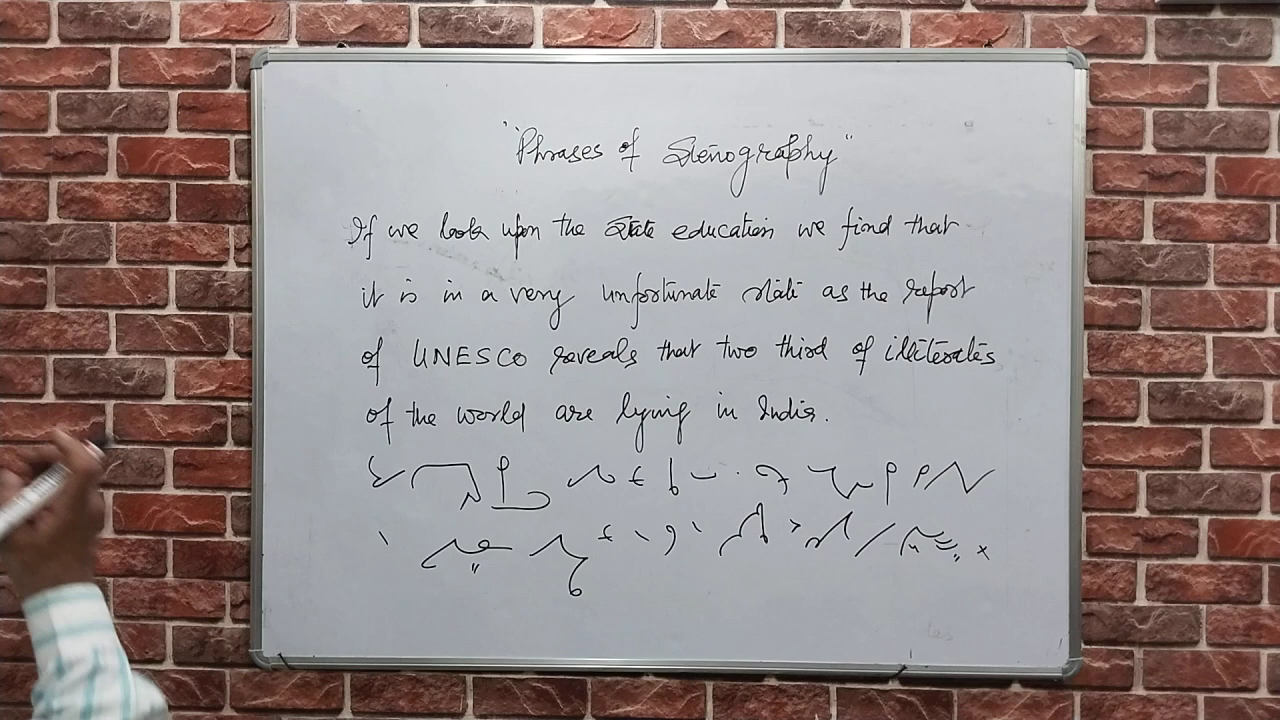 "Phrases of Stenography"
If we look upon the state education we find that
it is in a very unfortunate state as the report
of UNESCO reveals that two third of illiterates
of the world are lying in India.